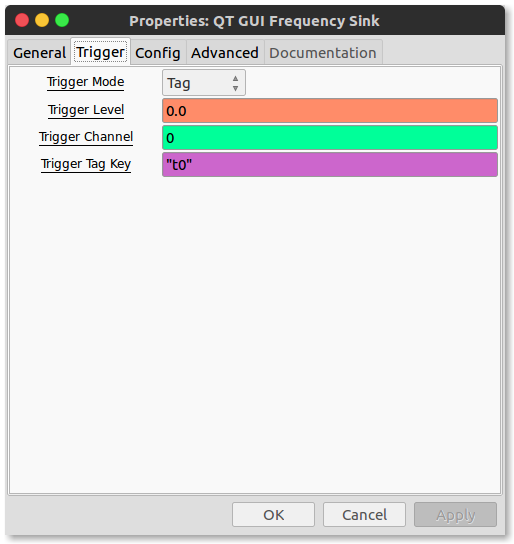 Properties: QT GUI Frequency Sink
General Trigger Config Advanced Documentation
Trigger Mode Tag
Trigger Level 0.0
Trigger Channel 0
Trigger Tag Key "t0"
OK Cancel Apply